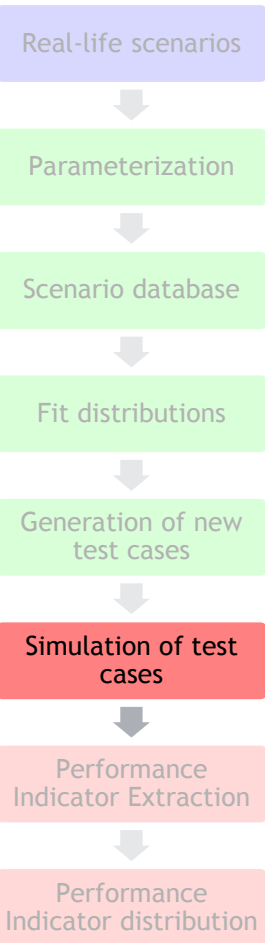 Real-life scenarios
Parameterization
Scenario database
Fit distributions
Generation of new
test cases
Simulation of test
cases
Performance
Indicator Extraction
Performance
Indicator distribution